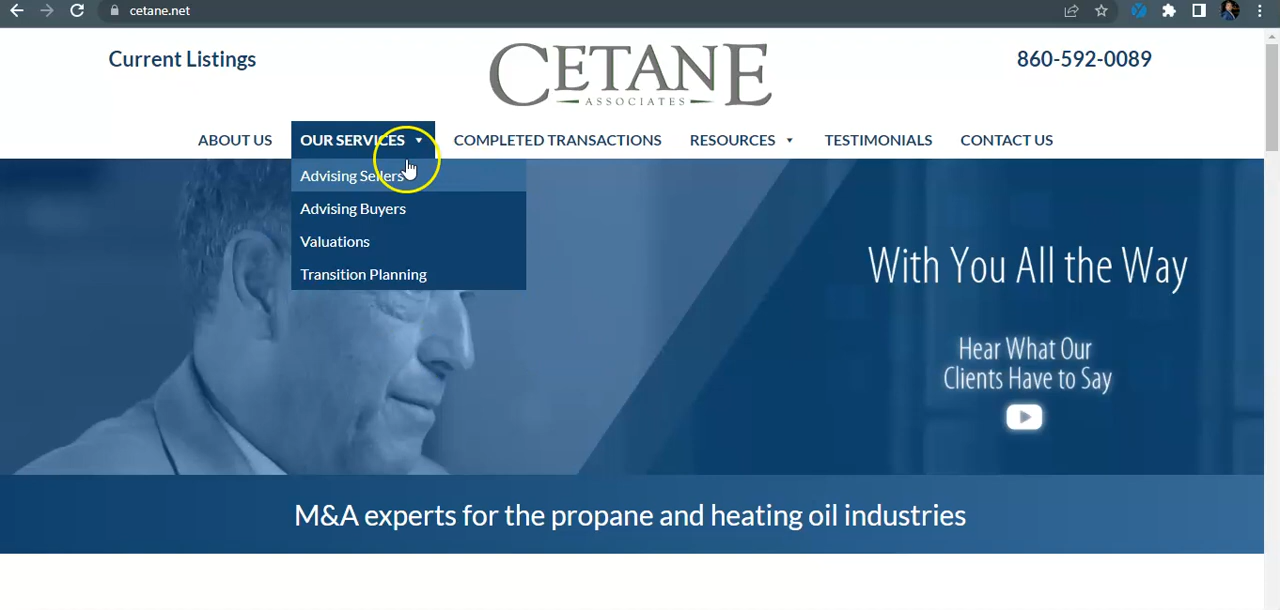 cetane.net
Current Listings
CETANE
ASSOCIATES
860-592-0089
ABOUT US
OUR SERVICES
COMPLETED TRANSACTIONS
RESOURCES
TESTIMONIALS
CONTACT US
Advising Sellers
Advising Buyers
Valuations
Transition Planning
With You All the Way
Hear What Our
Clients Have to Say
M&A experts for the propane and heating oil industries